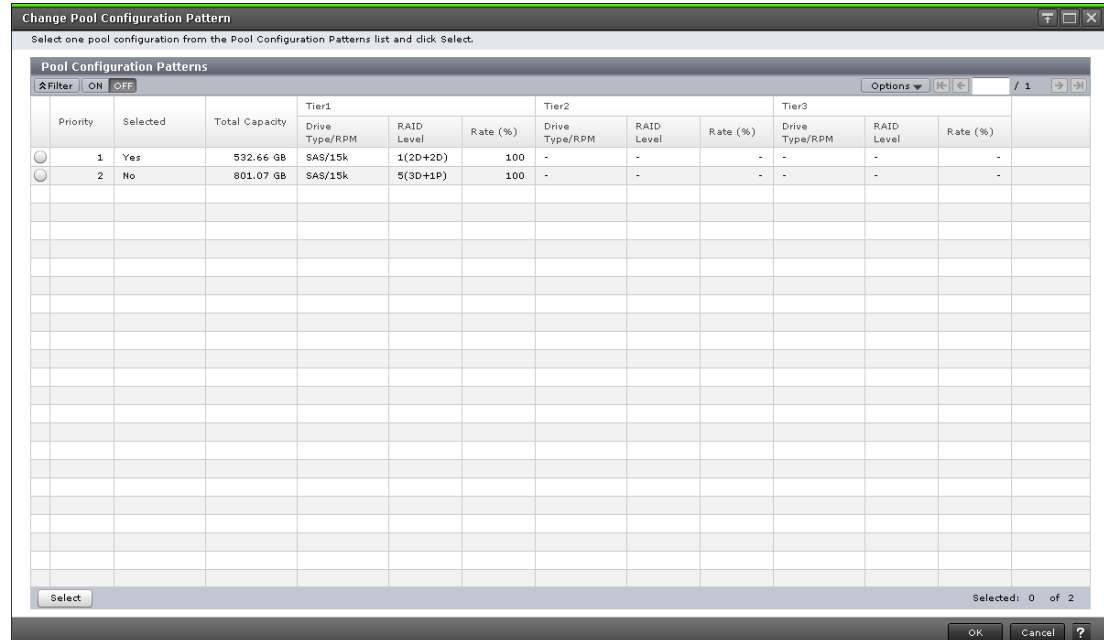 Change Pool Configuration Pattern
Select one pool configuration from the Pool Configuration Patterns list and click Select.
Pool Configuration Patterns
Filter ON OFF Options / 1
Priority Selected Total Capacity Tier1 Tier2 Tier3
Drive Type/RPM RAID Level Rate (%) Drive Type/RPM RAID Level Rate (%) Drive Type/RPM RAID Level Rate (%)
1 Yes 532.66 GB SAS/15k 1(2D+2D) 100 - - - - - -
2 No 801.07 GB SAS/15k 5(3D+1P) 100 - - - - - -
Select Selected: 0 of 2
OK Cancel ?